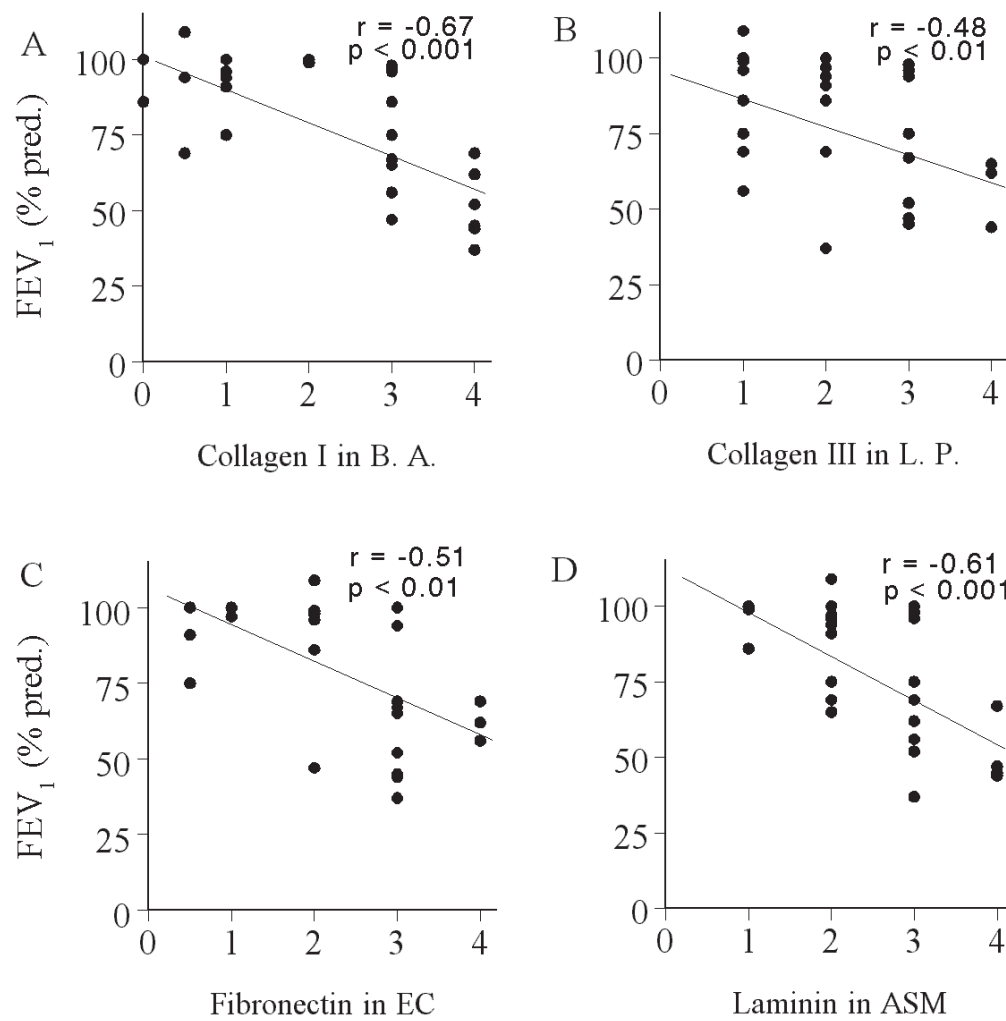 A
r = -0.67
p < 0.001
FEV1 (% pred.)
100
75
50
25
0
0 1 2 3 4
Collagen I in B. A.
B
r = -0.48
p < 0.01
100
75
50
25
0
0 1 2 3 4
Collagen III in L. P.
C
r = -0.51
p < 0.01
FEV1 (% pred.)
100
75
50
25
0
0 1 2 3 4
Fibronectin in EC
D
r = -0.61
p < 0.001
100
75
50
25
0
0 1 2 3 4
Laminin in ASM